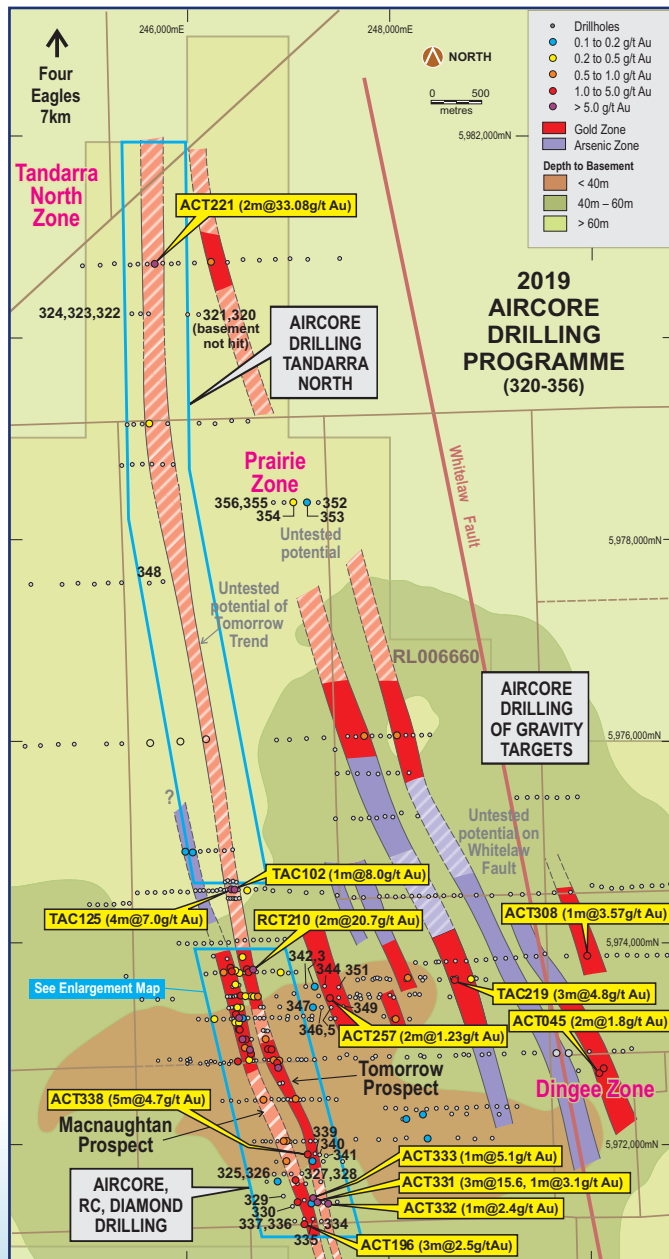 246,000mE
248,000mE
Four
Eagles
7km
NORTH
0 500
metres
Drillholes
0.1 to 0.2 g/t Au
0.2 to 0.5 g/t Au
0.5 to 1.0 g/t Au
1.0 to 5.0 g/t Au
> 5.0 g/t Au
Gold Zone
Arsenic Zone
Depth to Basement
< 40m
40m – 60m
> 60m
5,982,000mN
Tandarra
North
Zone
ACT221 (2m@33.08g/t Au)
2019
AIRCORE
DRILLING
PROGRAMME
(320-356)
324,323,322
321,320
(basement
not hit)
AIRCORE
DRILLING
TANDARRA
NORTH
Whitelaw Fault
Prairie
Zone
356,355
352
354
353
Untested
potential
5,978,000mN
348
Untested
potential of
Tomorrow
Trend
RL006660
AIRCORE
DRILLING
OF GRAVITY
TARGETS
5,976,000mN
?
Untested
potential on
Whitelaw
Fault
TAC102 (1m@8.0g/t Au)
TAC125 (4m@7.0g/t Au)
RCT210 (2m@20.7g/t Au)
ACT308 (1m@3.57g/t Au)
5,974,000mN
342,3
344
351
See Enlargement Map
347
349
346,5
TAC219 (3m@4.8g/t Au)
ACT257 (2m@1.23g/t Au)
ACT045 (2m@1.8g/t Au)
Tomorrow
Prospect
Dingee Zone
ACT338 (5m@4.7g/t Au)
Macnaughtan
Prospect
339
340
341
5,972,000mN
325,326
327,328
ACT333 (1m@5.1g/t Au)
AIRCORE,
RC, DIAMOND
DRILLING
ACT331 (3m@15.6, 1m@3.1g/t Au)
329
330
ACT332 (1m@2.4g/t Au)
337,336
334
335
ACT196 (3m@2.5g/tAu)